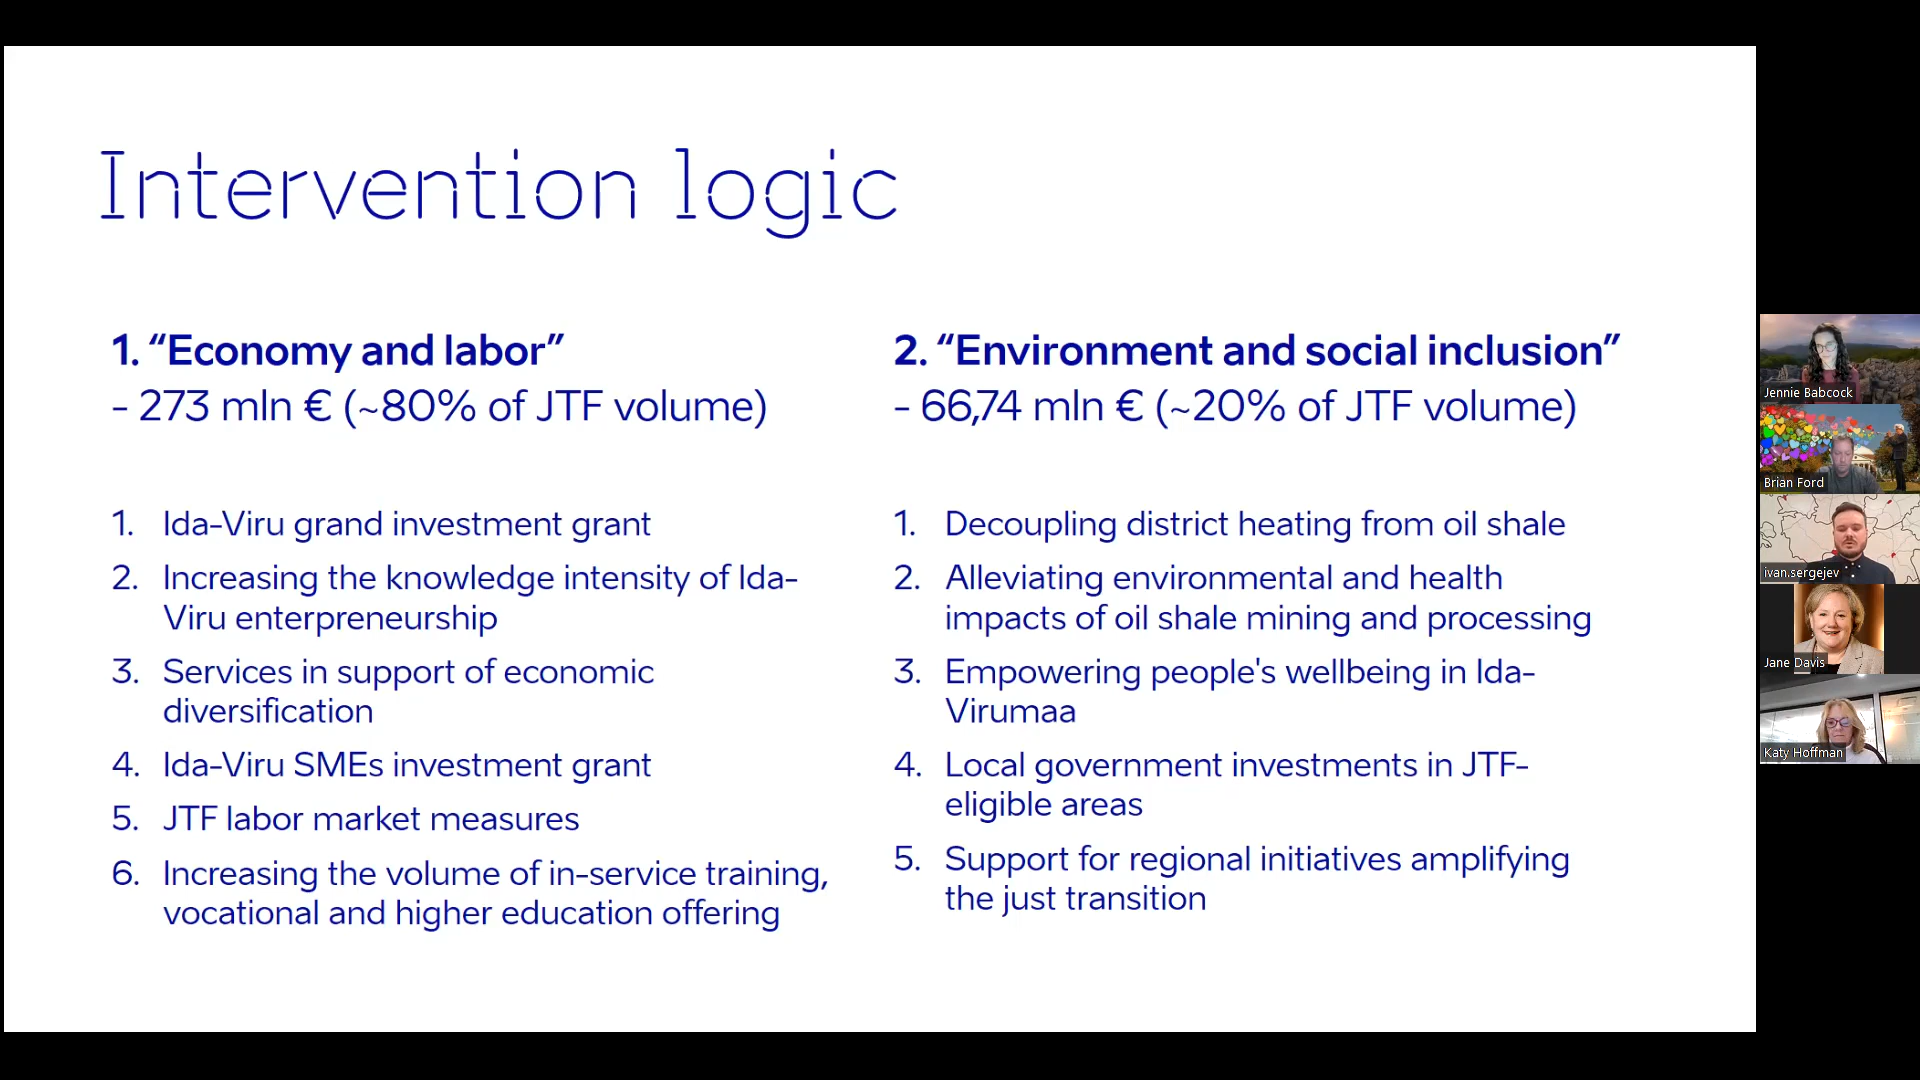 Intervention logic
1. “Economy and labor”
- 273 mln € (~80% of JTF volume)
1. Ida-Viru grand investment grant
2. Increasing the knowledge intensity of Ida-
Viru enterpreneurship
3. Services in support of economic
diversification
4. Ida-Viru SMEs investment grant
5. JTF labor market measures
6. Increasing the volume of in-service training,
vocational and higher education offering
2. “Environment and social inclusion”
- 66,74 mln € (~20% of JTF volume)
1. Decoupling district heating from oil shale
2. Alleviating environmental and health
impacts of oil shale mining and processing
3. Empowering people's wellbeing in Ida-
Virumaa
4. Local government investments in JTF-
eligible areas
5. Support for regional initiatives amplifying
the just transition
Jennie Babcock
Brian Ford
ivan.sergejev
Jane Davis
Katy Hoffman